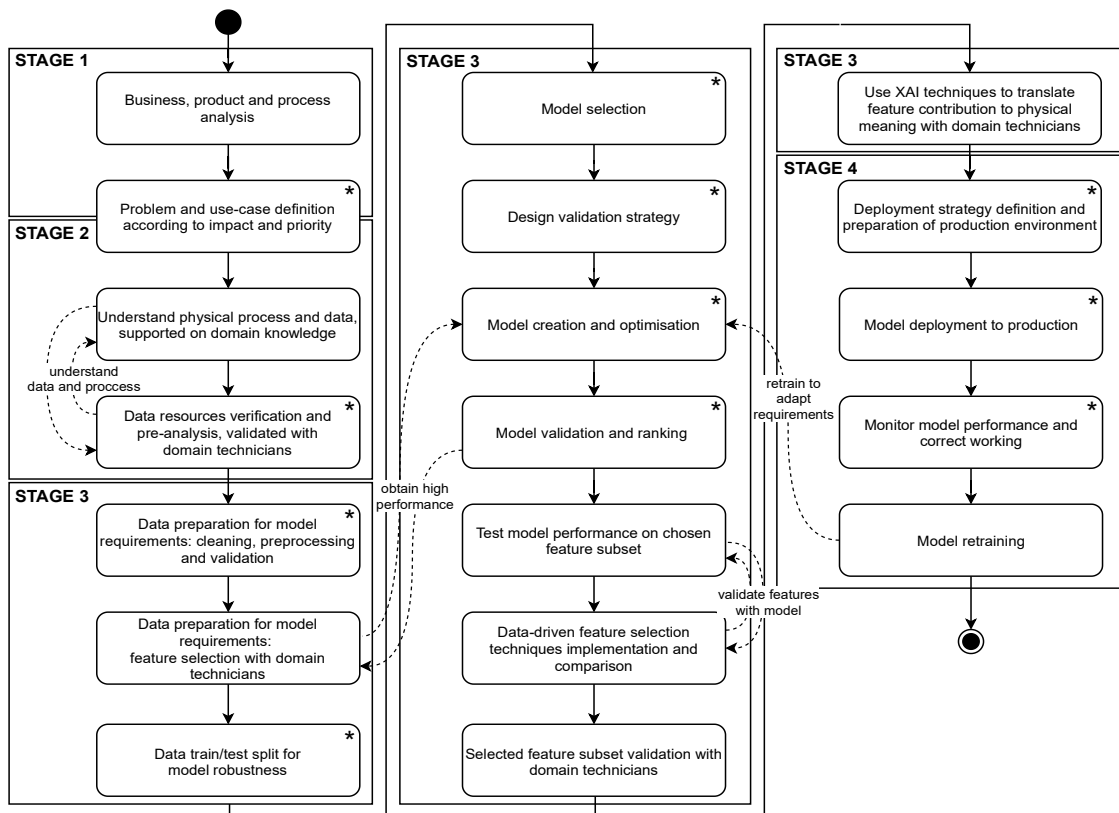 STAGE 1
Business, product and process
analysis
*
Problem and use-case definition
according to impact and priority
STAGE 2
Understand physical process and data,
supported on domain knowledge
understand
data and proccess
*
Data resources verification and
pre-analysis, validated with
domain technicians
STAGE 3
*
Data preparation for model
requirements: cleaning, preprocessing
and validation
Data preparation for model
requirements:
feature selection with domain
technicians
*
Data train/test split for
model robustness
obtain high
performance
STAGE 3
*
Model selection
*
Design validation strategy
*
Model creation and optimisation
*
Model validation and ranking
Test model performance on chosen
feature subset
validate features
with model
Data-driven feature selection
techniques implementation and
comparison
Selected feature subset validation with
domain technicians
STAGE 3
Use XAI techniques to translate
feature contribution to physical
meaning with domain technicians
STAGE 4
*
Deployment strategy definition and
preparation of production environment
*
Model deployment to production
retrain to
adapt
requirements
*
Monitor model performance and
correct working
Model retraining